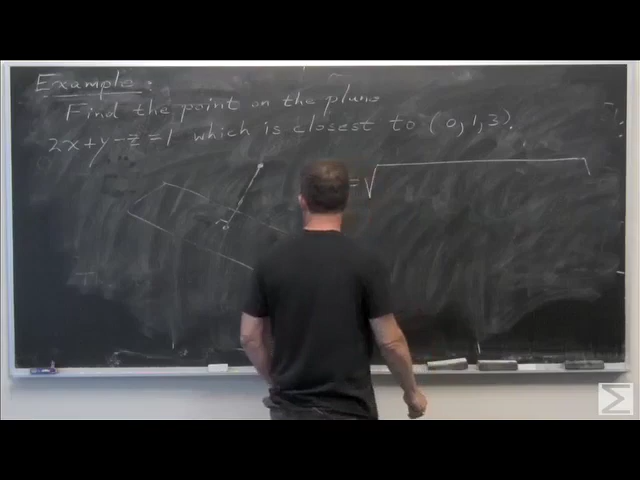 Example:
Find the point on the plane
2x+y-z=1 which is closest to (0,1,3).
=√
Σ